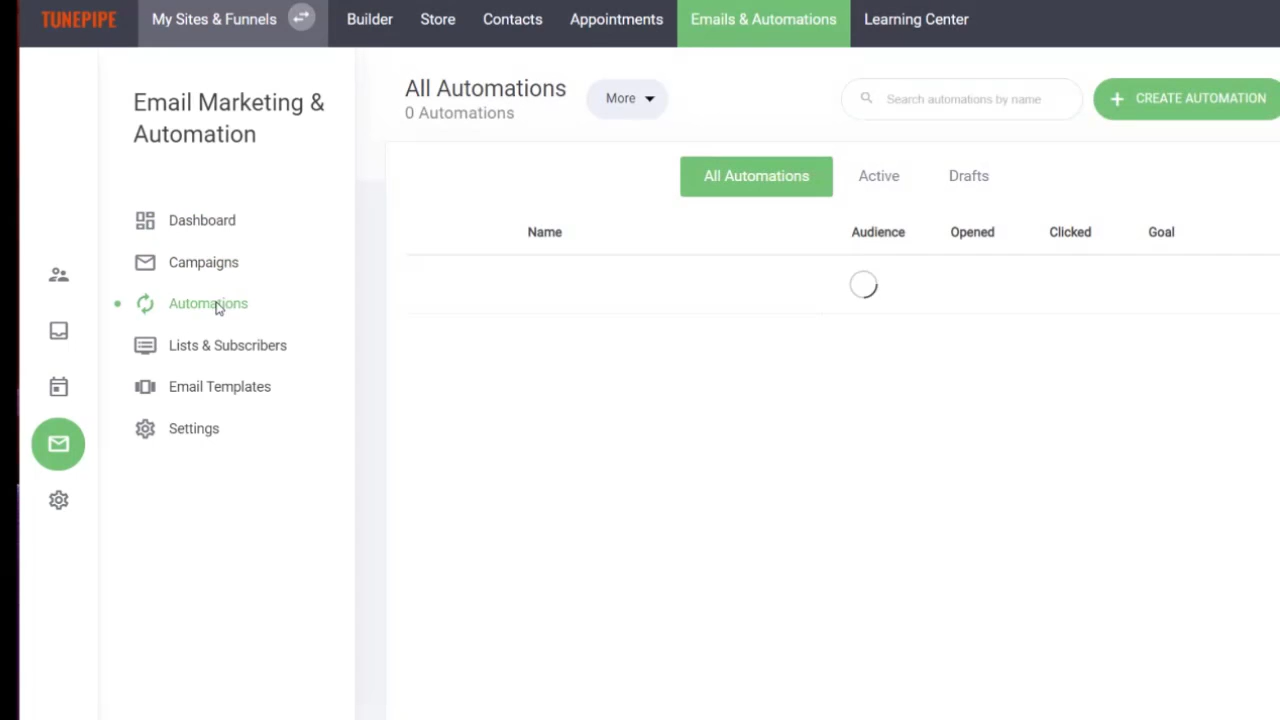 TUNEPIPE My Sites & Funnels Builder Store Contacts Appointments Emails & Automations Learning Center
Email Marketing &
Automation
Dashboard
Campaigns
Automations
Lists & Subscribers
Email Templates
Settings
All Automations
0 Automations
More
Search automations by name
+ CREATE AUTOMATION
All Automations Active Drafts
Name Audience Opened Clicked Goal